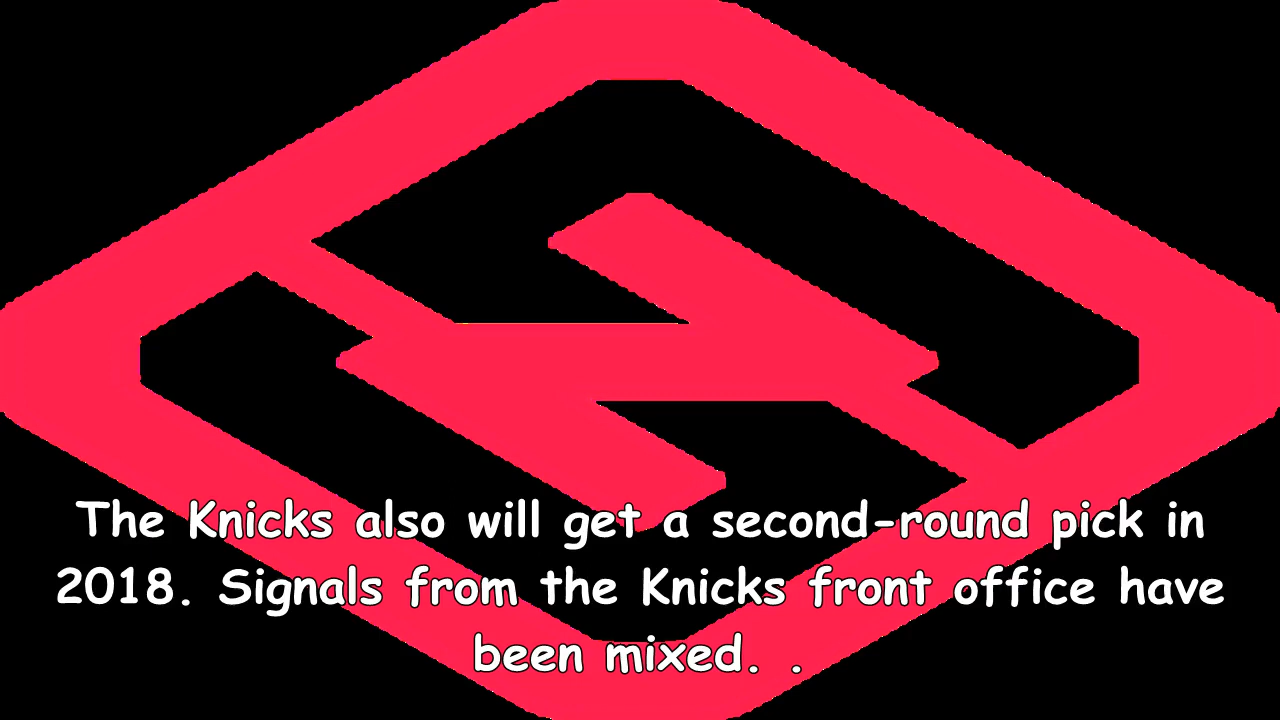 The Knicks also will get a second-round pick in
2018. Signals from the Knicks front office have
been mixed. .